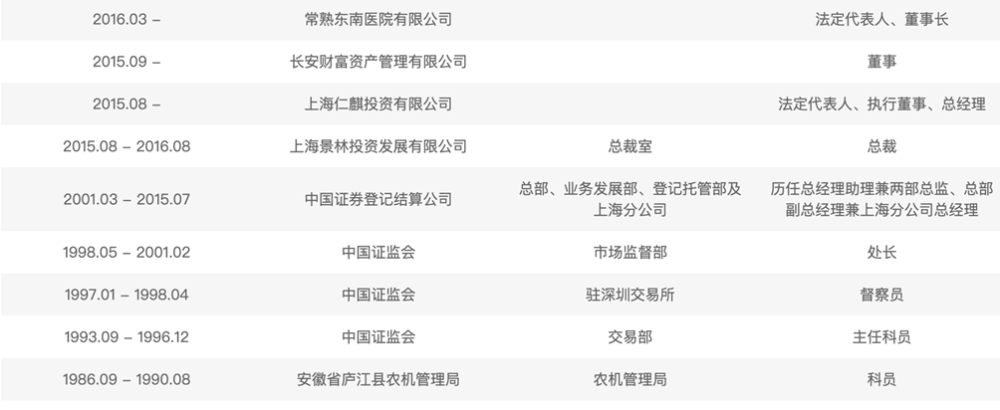 2016.03 – 常熟东南医院有限公司 法定代表人、董事长
2015.09 – 长安财富资产管理有限公司 董事
2015.08 – 上海仁麒投资有限公司 法定代表人、执行董事、总经理
2015.08 – 2016.08 上海景林投资发展有限公司 总裁室 总裁
2001.03 – 2015.07 中国证券登记结算公司 总部、业务发展部、登记托管部及上海分公司 历任总经理助理兼两部总监、总部副总经理兼上海分公司总经理
1998.05 – 2001.02 中国证监会 市场监督部 处长
1997.01 – 1998.04 中国证监会 驻深圳交易所 督察员
1993.09 – 1996.12 中国证监会 交易部 主任科员
1986.09 – 1990.08 安徽省庐江县农机管理局 农机管理局 科员